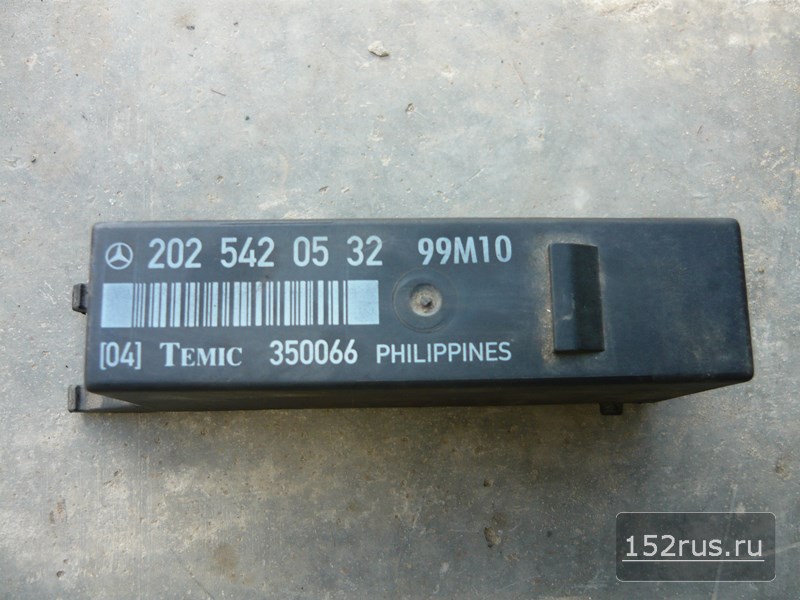 202 542 05 32 99M10
[04] TEMIC 350066 PHILIPPINES
152rus.ru